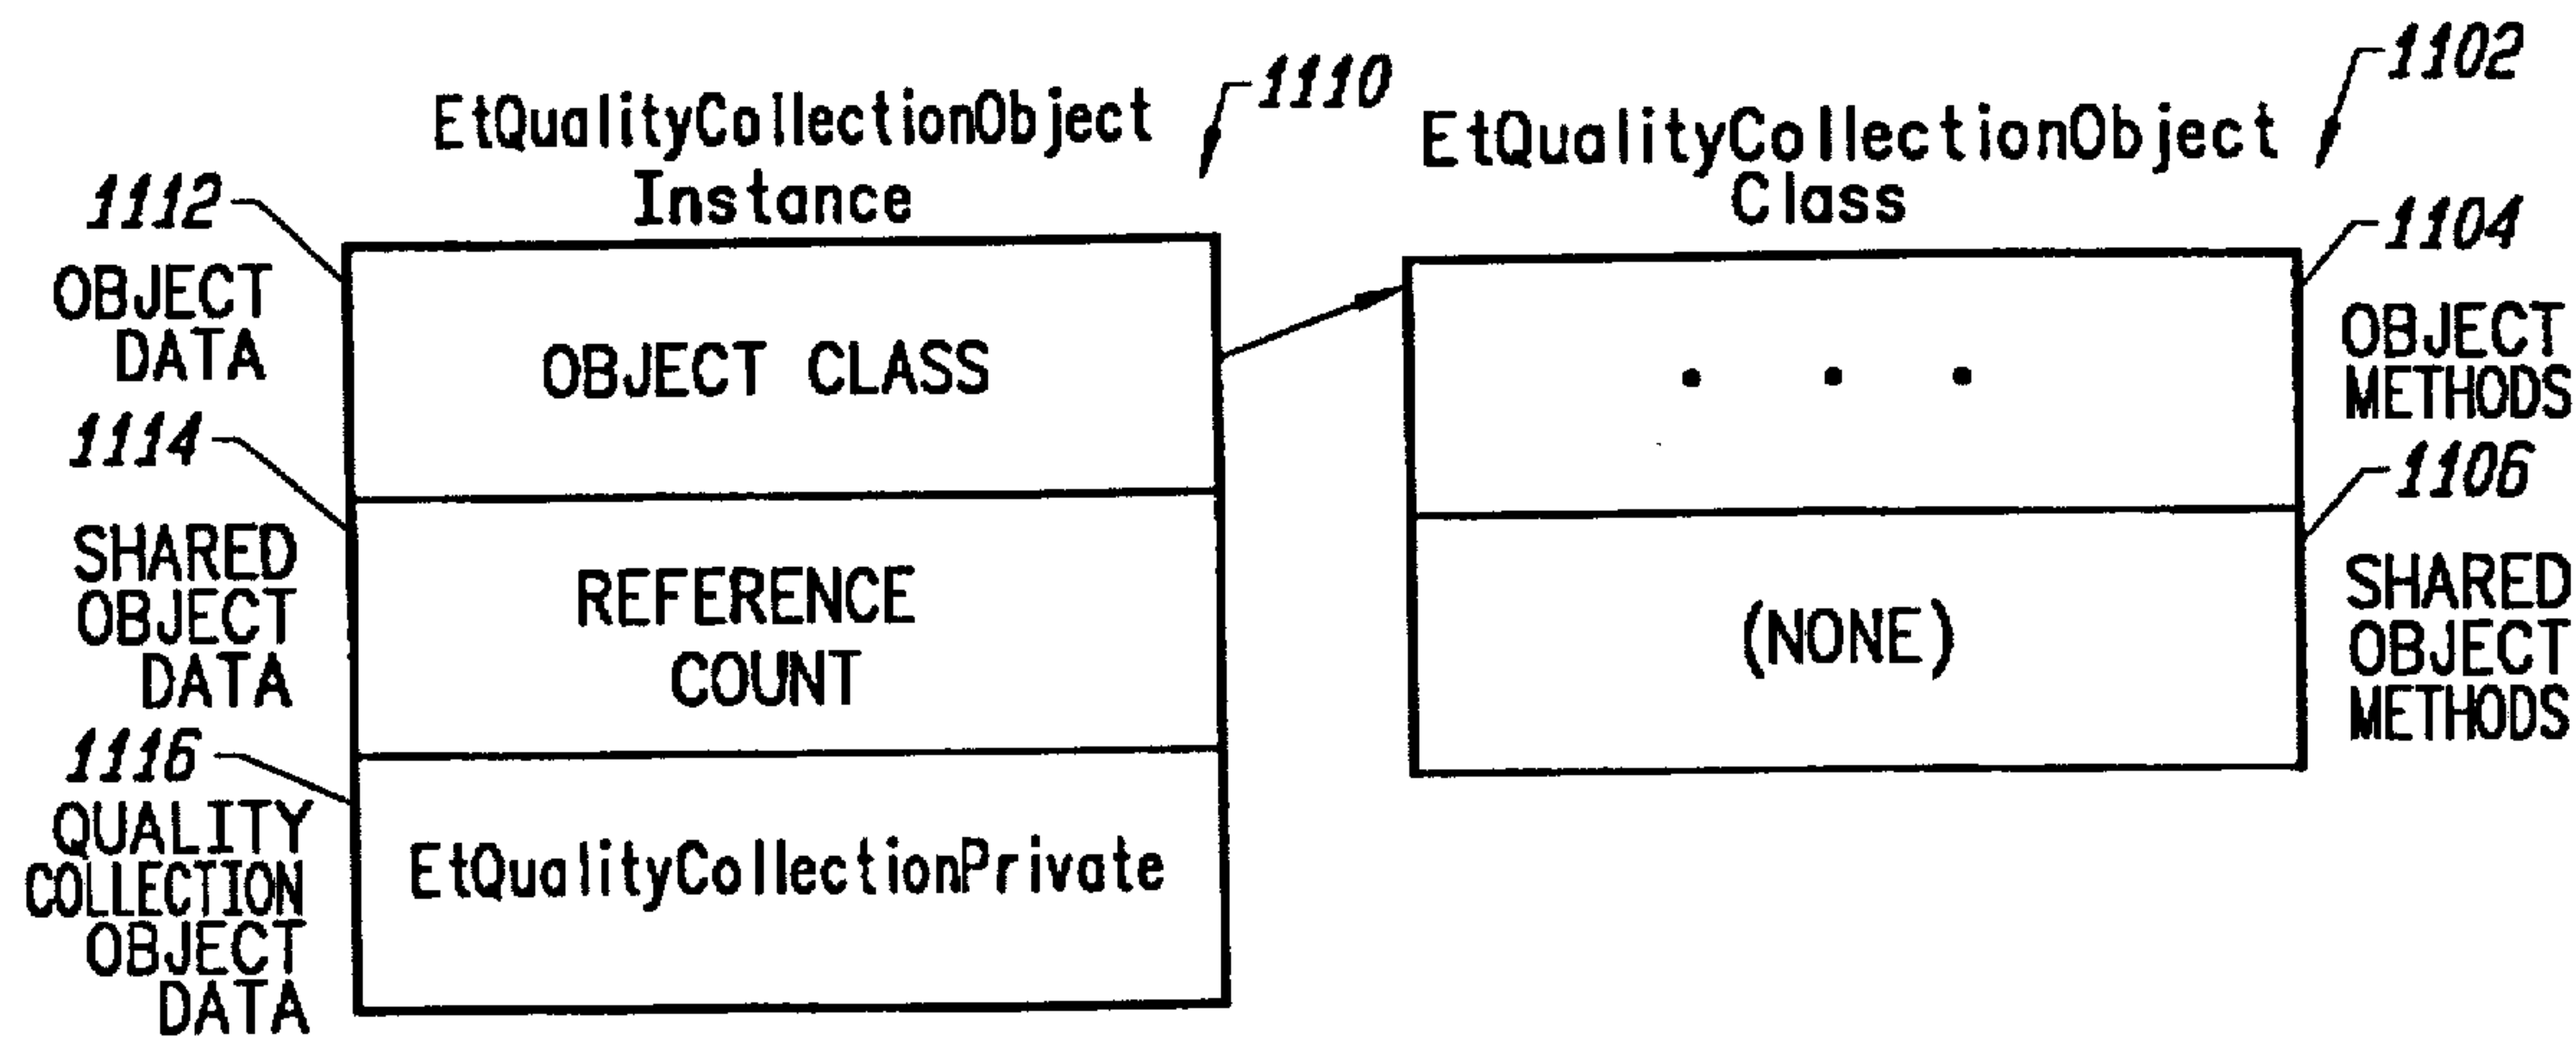 1110
EtQualityCollectionObject
Instance
1112
OBJECT
DATA
OBJECT CLASS
1114
SHARED
OBJECT
DATA
REFERENCE
COUNT
1116
QUALITY
COLLECTION
OBJECT
DATA
EtQualityCollectionPrivate
1102
EtQualityCollectionObject
Class
1104
OBJECT
METHODS
. . .
1106
(NONE)
SHARED
OBJECT
METHODS